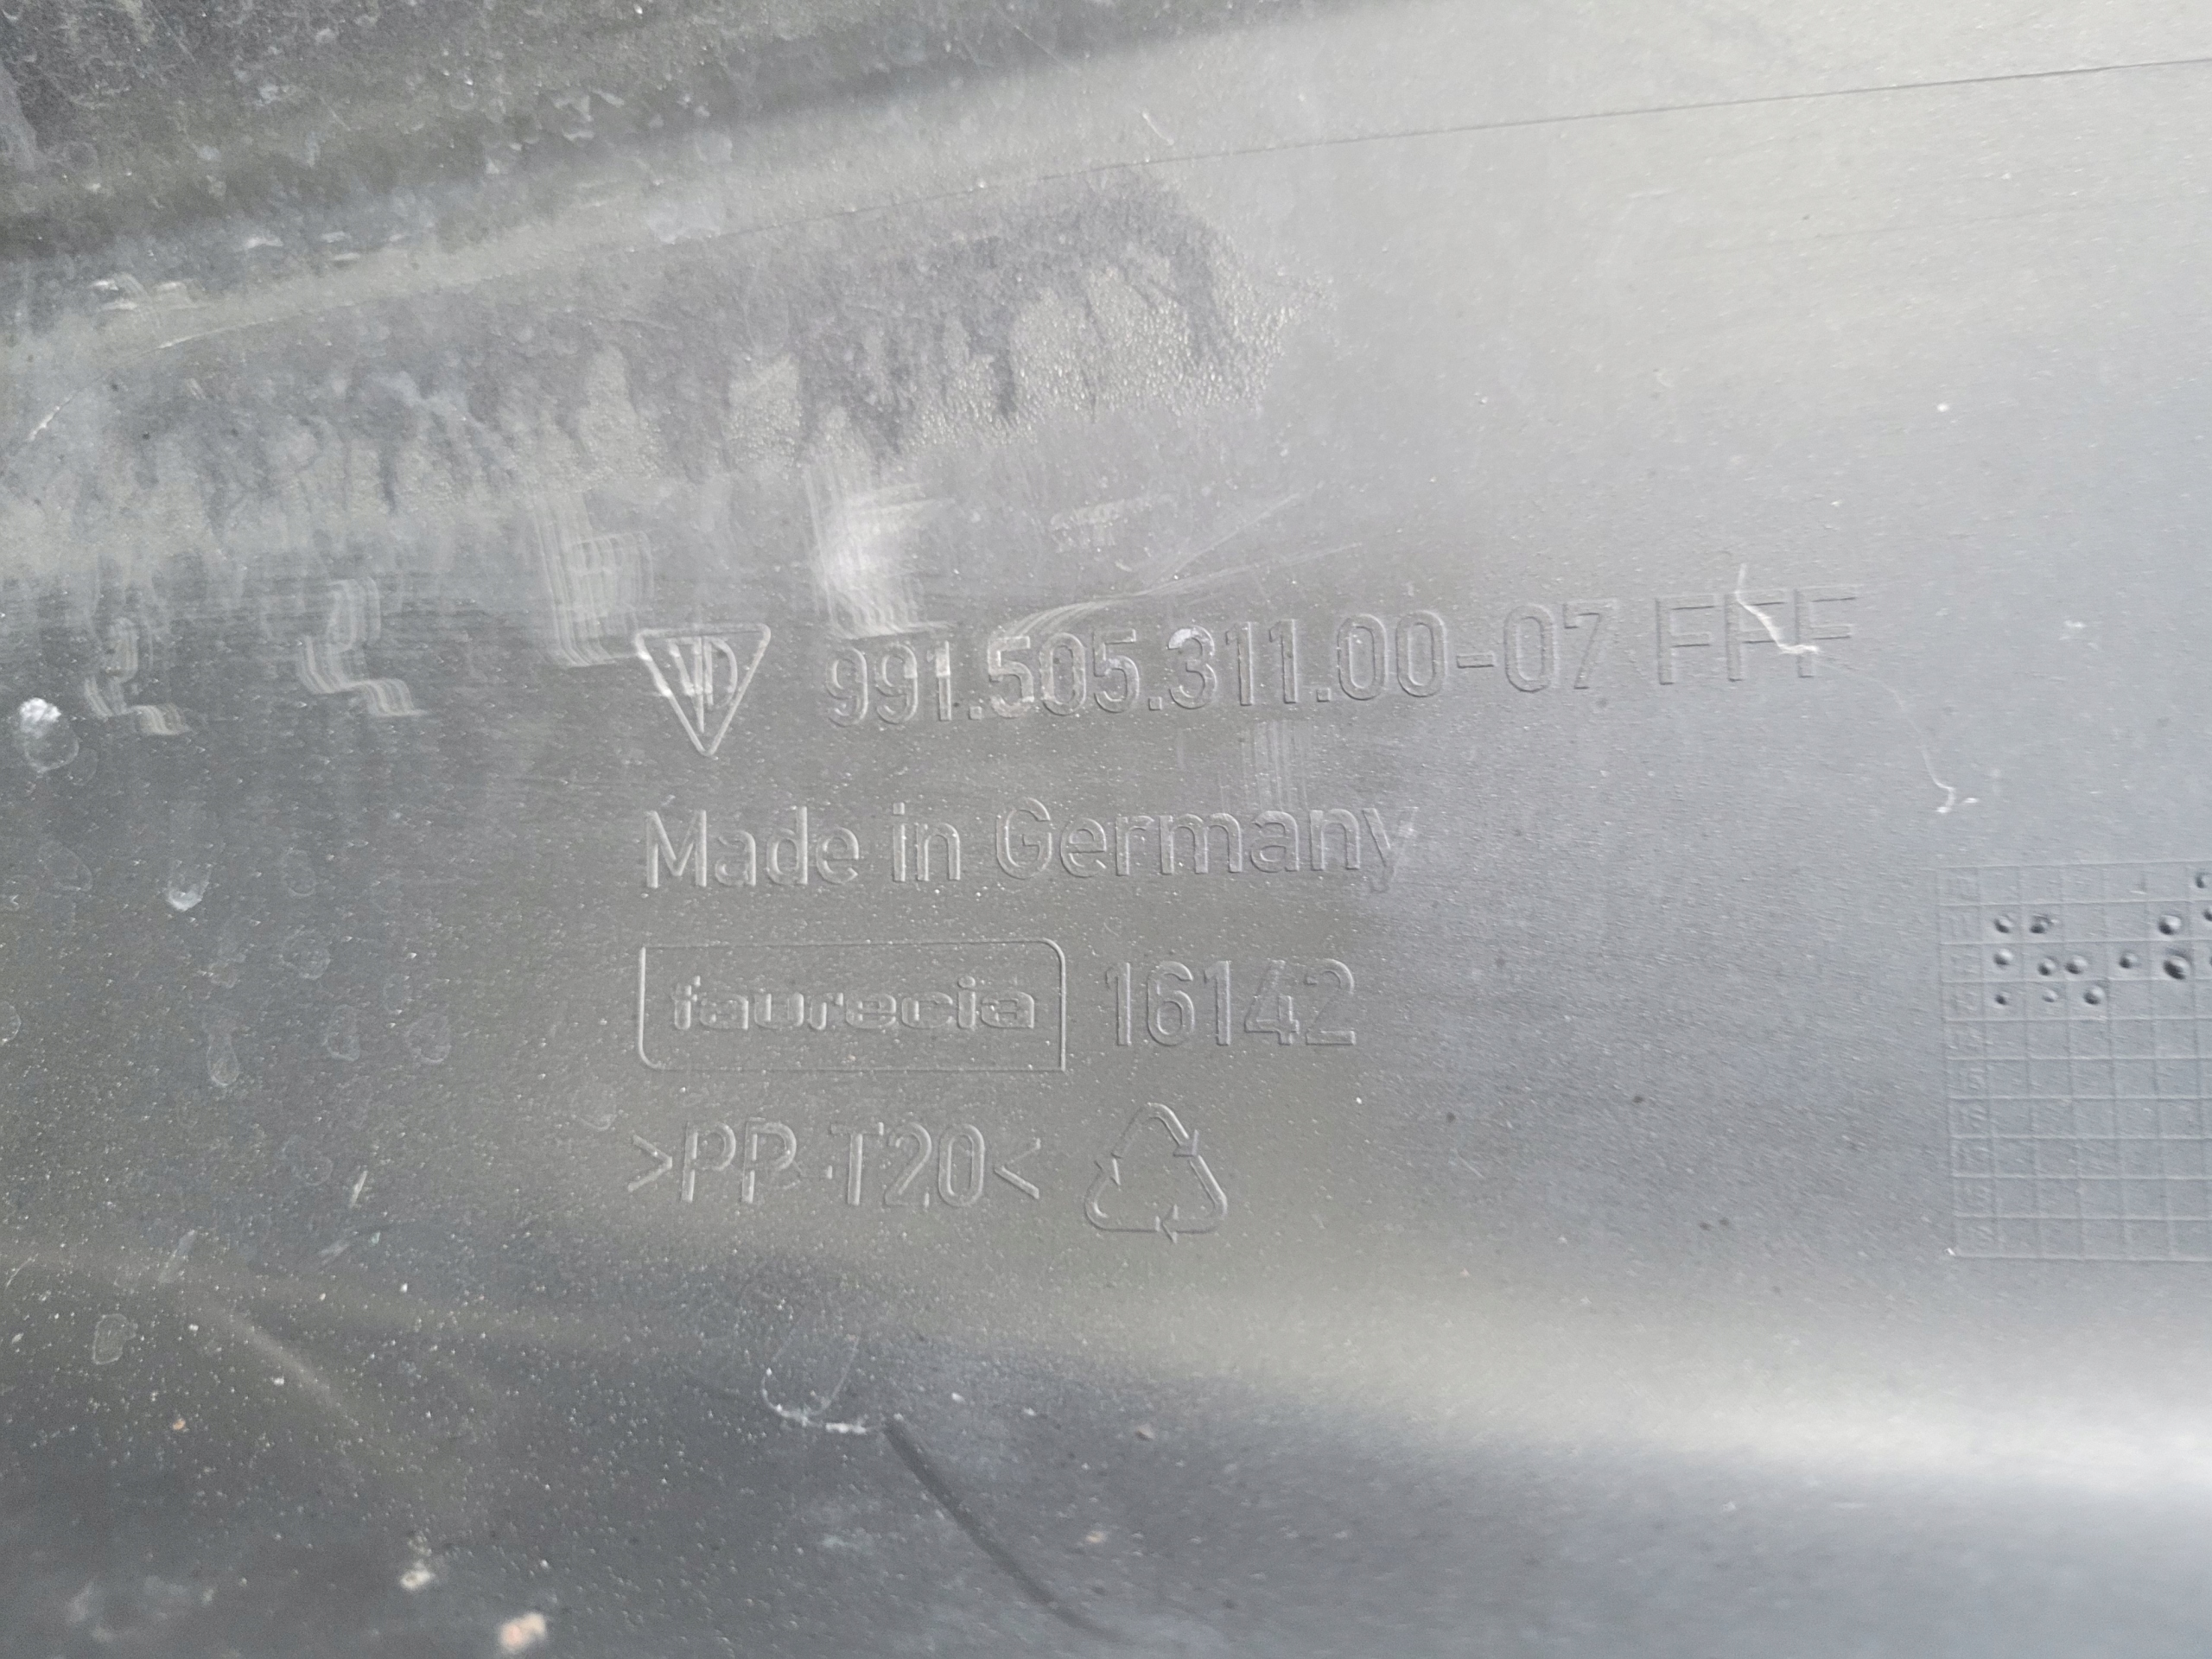 991.505.311.00-07 FFF
Made in Germany
faurecia 16142
>PP-T20<